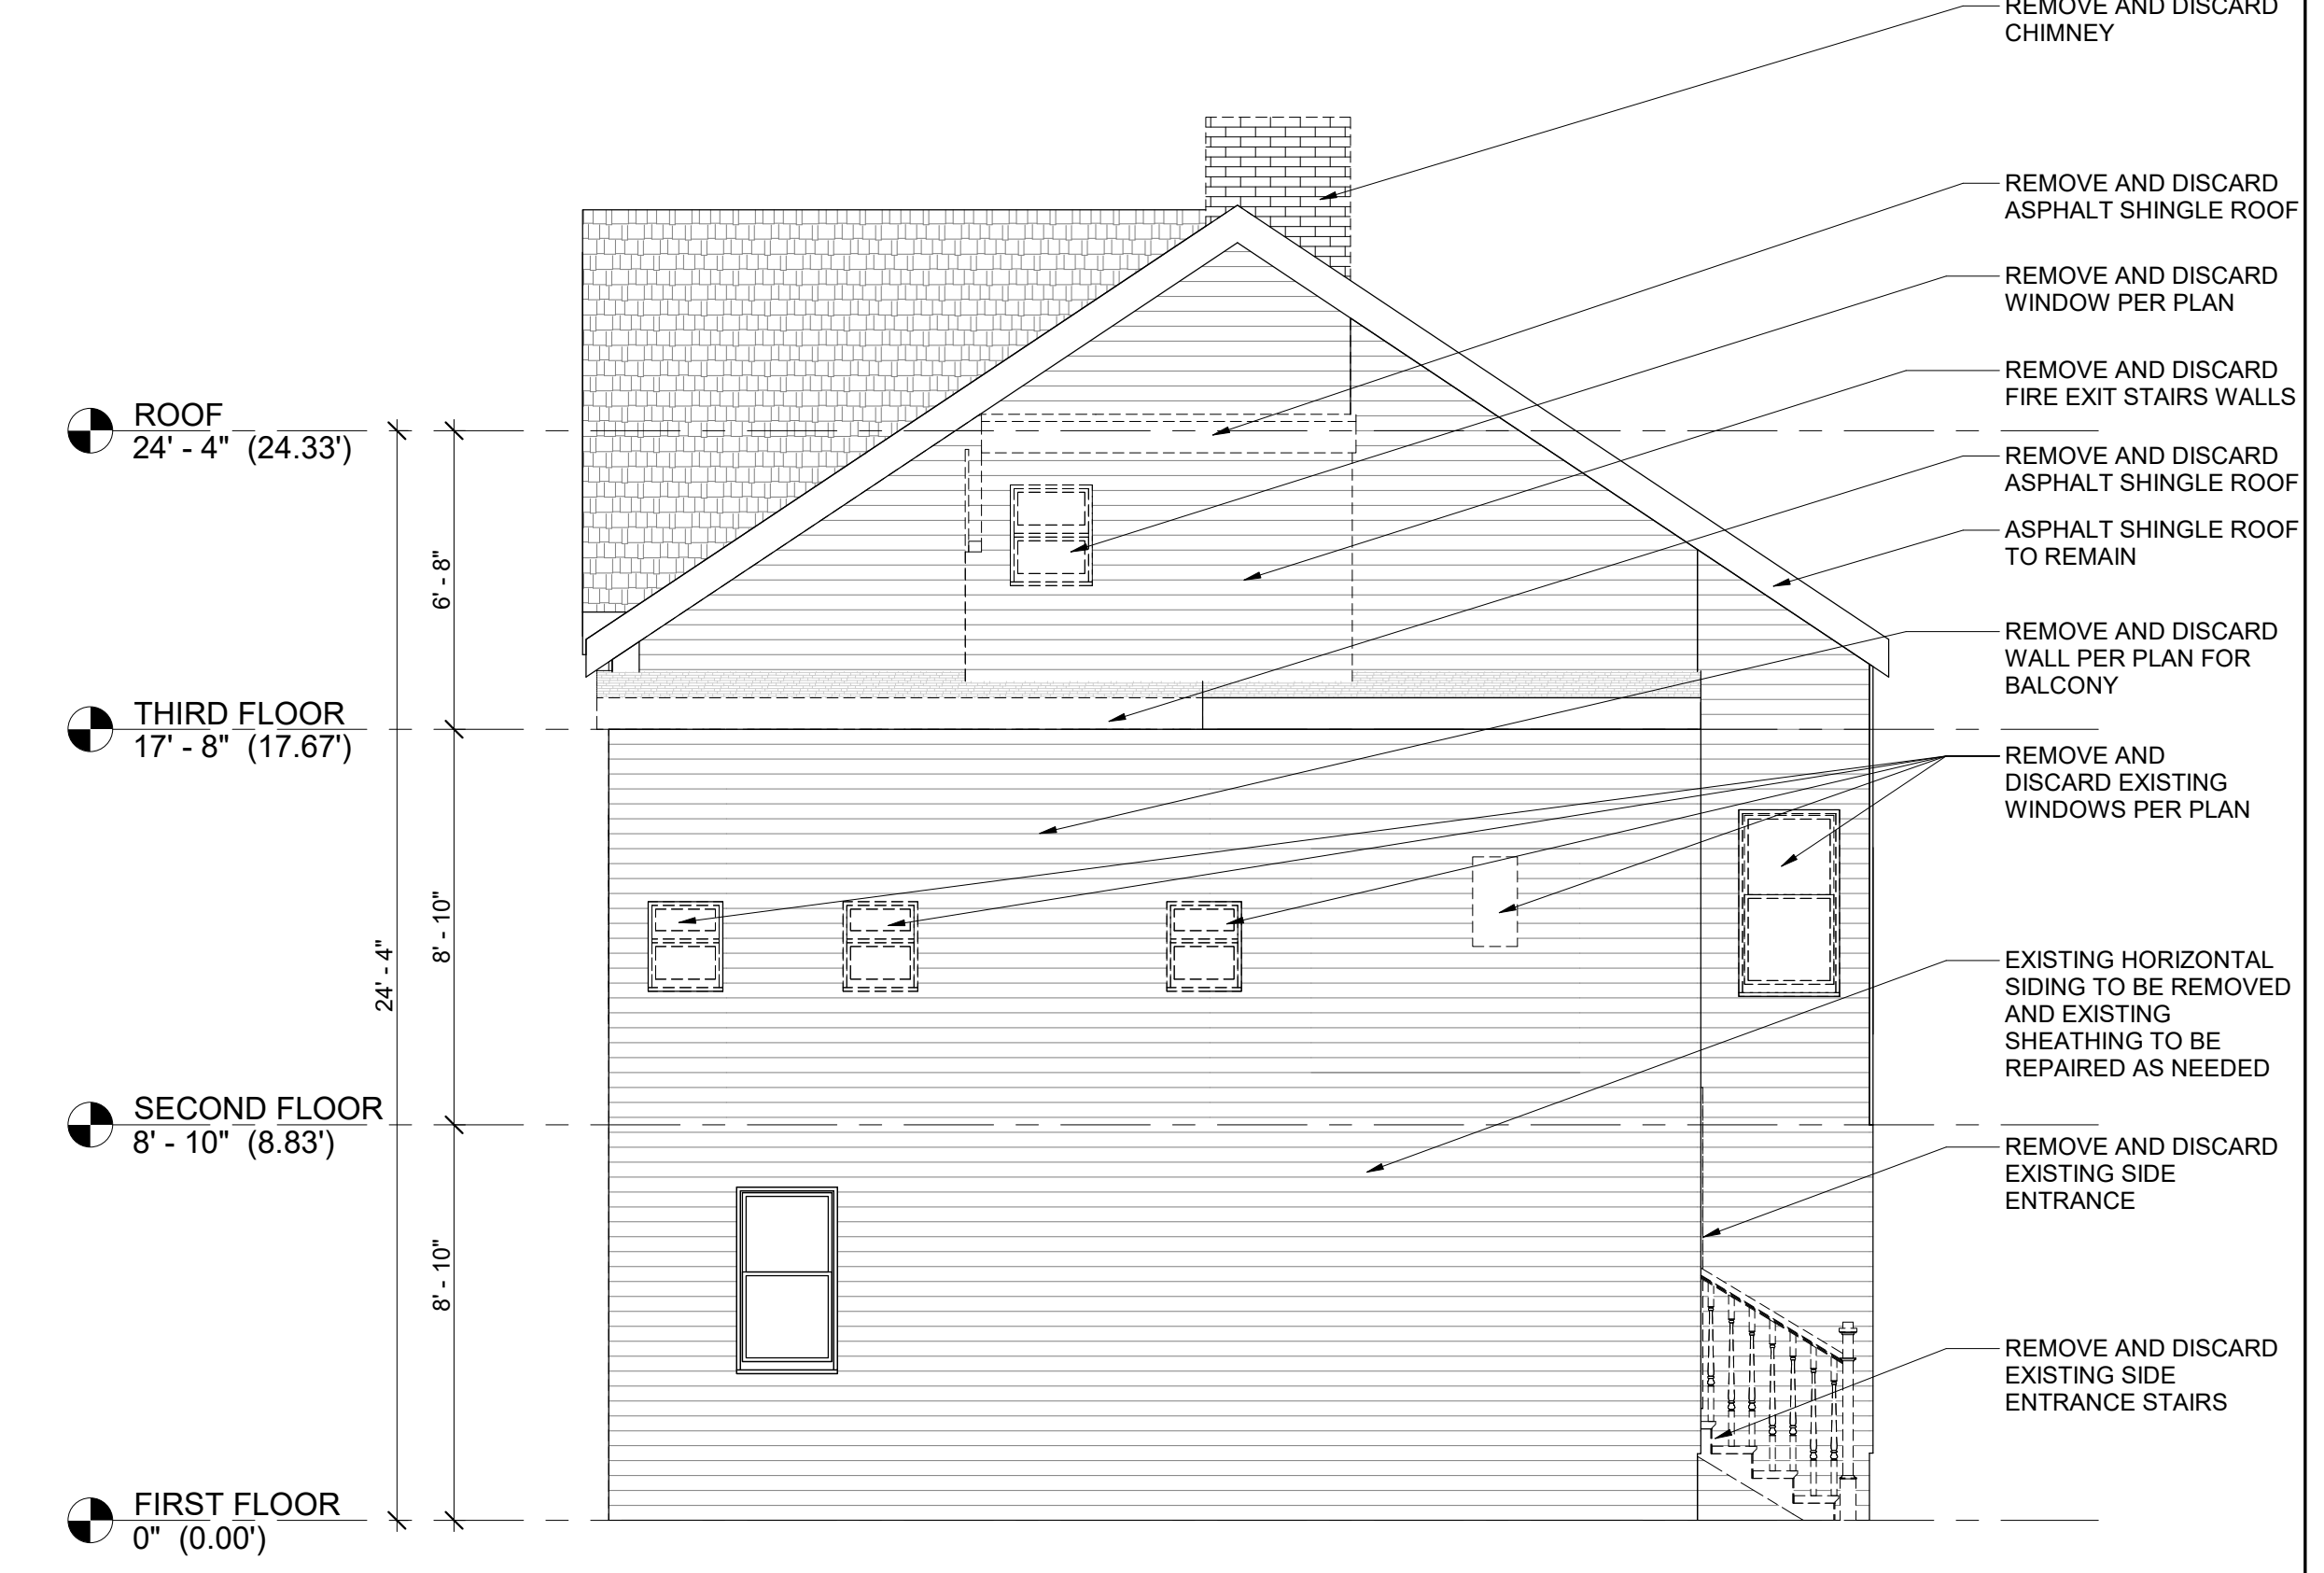 REMOVE AND DISCARD
CHIMNEY
REMOVE AND DISCARD
ASPHALT SHINGLE ROOF
REMOVE AND DISCARD
WINDOW PER PLAN
REMOVE AND DISCARD
FIRE EXIT STAIRS WALLS
REMOVE AND DISCARD
ASPHALT SHINGLE ROOF
ASPHALT SHINGLE ROOF
TO REMAIN
REMOVE AND DISCARD
WALL PER PLAN FOR
BALCONY
REMOVE AND
DISCARD EXISTING
WINDOWS PER PLAN
EXISTING HORIZONTAL
SIDING TO BE REMOVED
AND EXISTING
SHEATHING TO BE
REPAIRED AS NEEDED
REMOVE AND DISCARD
EXISTING SIDE
ENTRANCE
REMOVE AND DISCARD
EXISTING SIDE
ENTRANCE STAIRS
ROOF
24' - 4" (24.33')
THIRD FLOOR
17' - 8" (17.67')
SECOND FLOOR
8' - 10" (8.83')
FIRST FLOOR
0" (0.00')
24' - 4"
6' - 8"
8' - 10"
8' - 10"